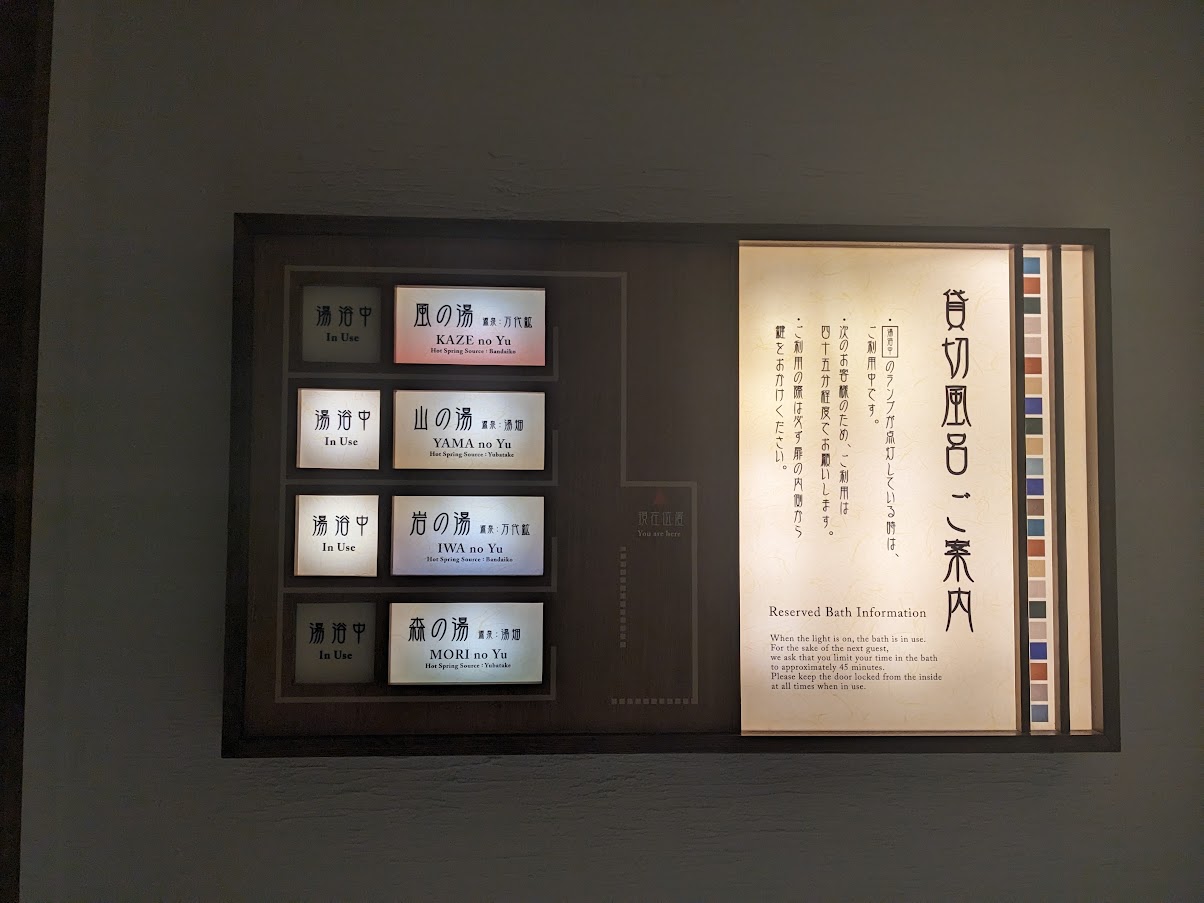 湯浴中
In Use
風の湯 源泉:万代鉱
KAZE no Yu
Hot Spring Source : Bandaiko
湯浴中
In Use
山の湯 源泉:湯畑
YAMA no Yu
Hot Spring Source : Yubatake
湯浴中
In Use
岩の湯 源泉:万代鉱
IWA no Yu
Hot Spring Source : Bandaiko
湯浴中
In Use
森の湯 源泉:湯畑
MORI no Yu
Hot Spring Source : Yubatake
現在位置
You are here
貸切風呂ご案内
・湯浴中のランプが点灯している時は、
ご利用中です。
・次のお客様のため、ご利用は
四十五分程度でお願いします。
・ご利用の際は必ず扉の内側から
鍵をおかけください。
Reserved Bath Information
When the light is on, the bath is in use.
For the sake of the next guest,
we ask that you limit your time in the bath
to approximately 45 minutes.
Please keep the door locked from the inside
at all times when in use.